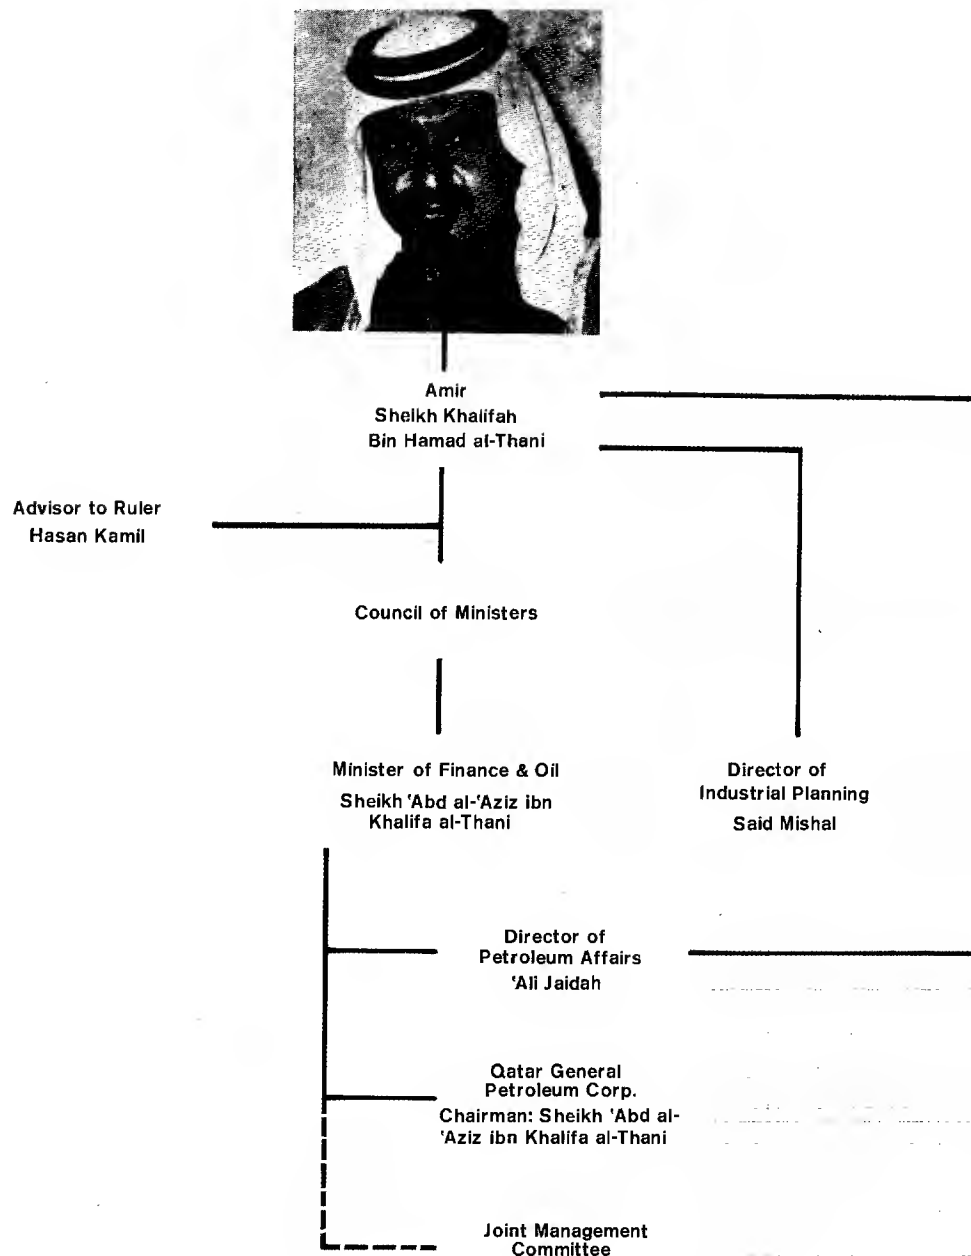 Amir
Sheikh Khalifah
Bin Hamad al-Thani
Advisor to Ruler
Hasan Kamil
Council of Ministers
Minister of Finance & Oil
Sheikh 'Abd al-'Aziz ibn
Khalifa al-Thani
Director of
Industrial Planning
Said Mishal
Director of
Petroleum Affairs
'Ali Jaidah
Qatar General
Petroleum Corp.
Chairman: Sheikh 'Abd al-
'Aziz ibn Khalifa al-Thani
Joint Management
Committee